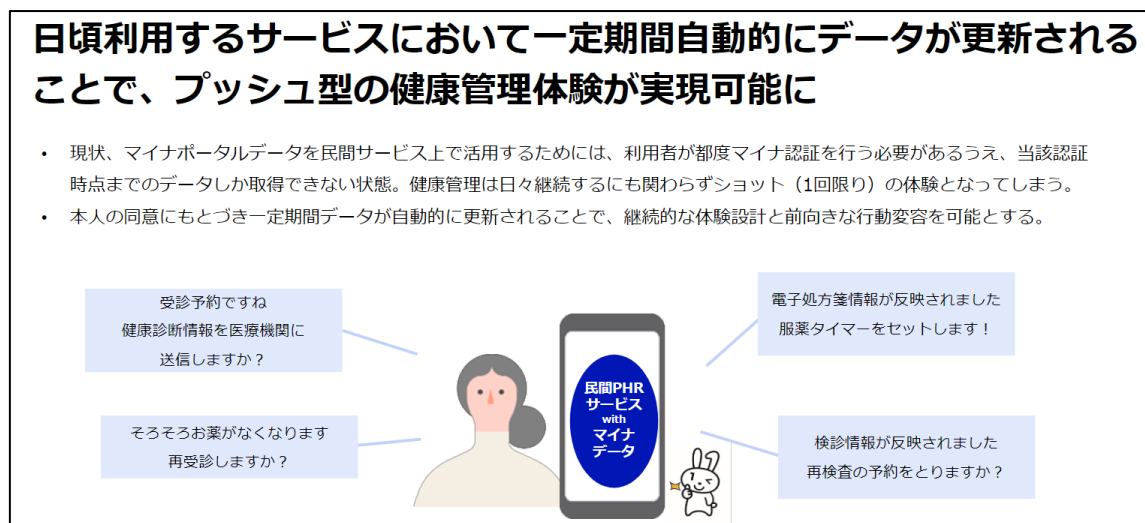 日頃利用するサービスにおいて一定期間自動的にデータが更新される
ことで、プッシュ型の健康管理体験が実現可能に
• 現状、マイナポータルデータを民間サービス上で活用するためには、利用者が都度マイナ認証を行う必要があるうえ、当該認証
時点までのデータしか取得できない状態。健康管理は日々継続するにも関わらずショット（1回限り）の体験となってしまう。
• 本人の同意にもとづき一定期間データが自動的に更新されることで、継続的な体験設計と前向きな行動変容を可能とする。
受診予約ですね
健康診断情報を医療機関に
送信しますか？
電子処方箋情報が反映されました
服薬タイマーをセットします！
民間PHR
サービス
with
マイナ
データ
そろそろお薬がなくなります
再受診しますか？
検診情報が反映されました
再検査の予約をとりますか？